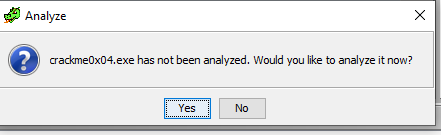 Analyze
crackme0x04.exe has not been analyzed. Would you like to analyze it now?
Yes
No